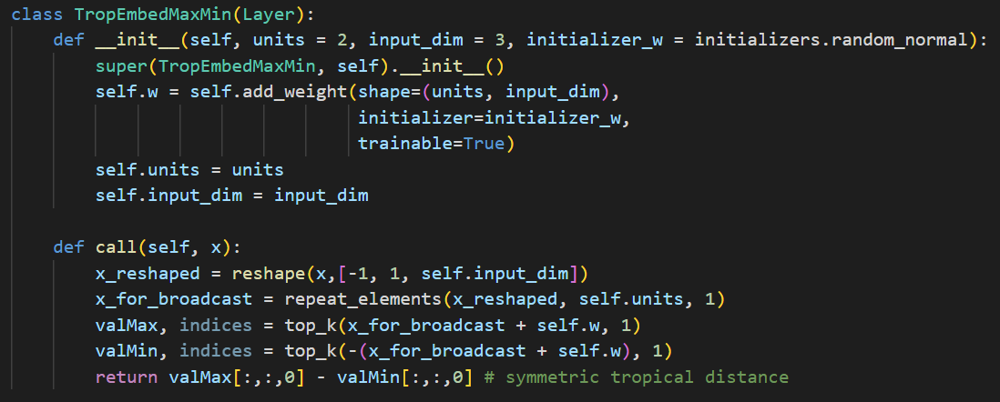 class TropEmbedMaxMin(Layer):
    def __init__(self, units = 2, input_dim = 3, initializer_w = initializers.random_normal):
        super(TropEmbedMaxMin, self).__init__()
        self.w = self.add_weight(shape=(units, input_dim),
                                initializer=initializer_w,
                                trainable=True)
        self.units = units
        self.input_dim = input_dim

    def call(self, x):
        x_reshaped = reshape(x,[-1, 1, self.input_dim])
        x_for_broadcast = repeat_elements(x_reshaped, self.units, 1)
        valMax, indices = top_k(x_for_broadcast + self.w, 1)
        valMin, indices = top_k(-(x_for_broadcast + self.w), 1)
        return valMax[:,:,0] - valMin[:,:,0] # symmetric tropical distance